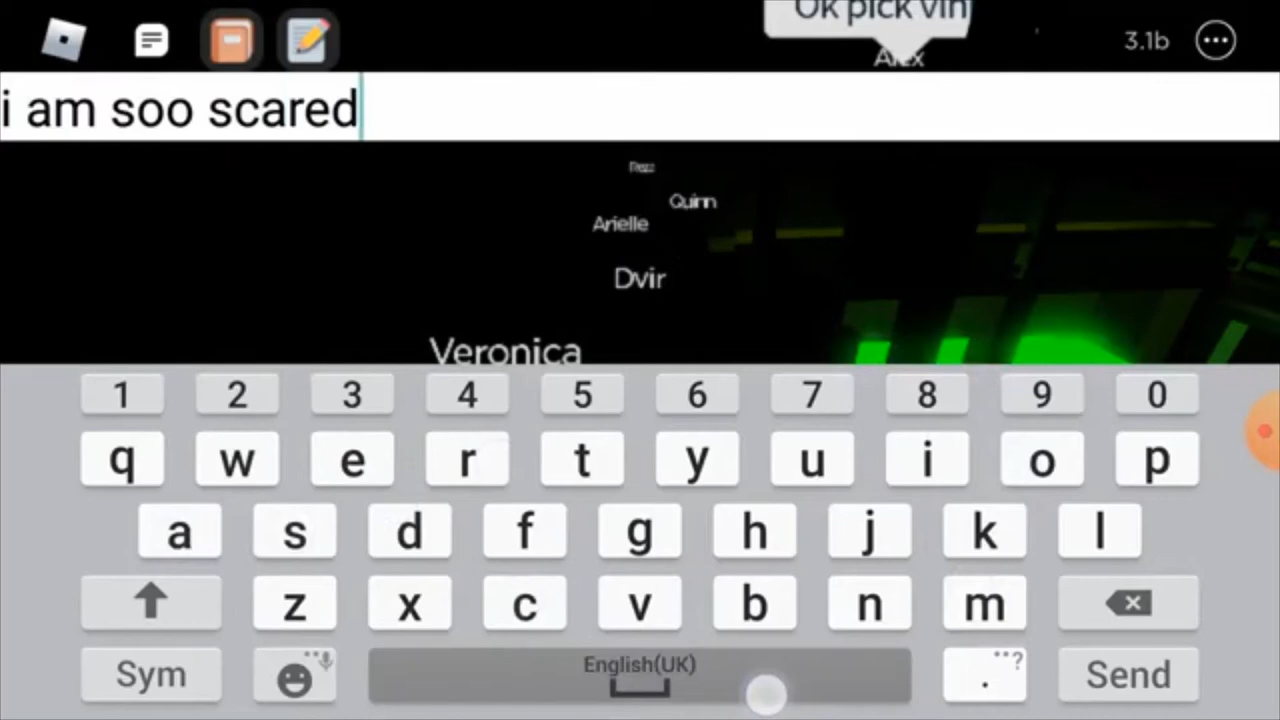 Ok pick vin
Alex
3.1b
i am soo scared
Quinn
Arielle
Dvir
Veronica
1 2 3 4 5 6 7 8 9 0
q w e r t y u i o p
a s d f g h j k l
z x c v b n m
English(UK)
Sym . ..? Send